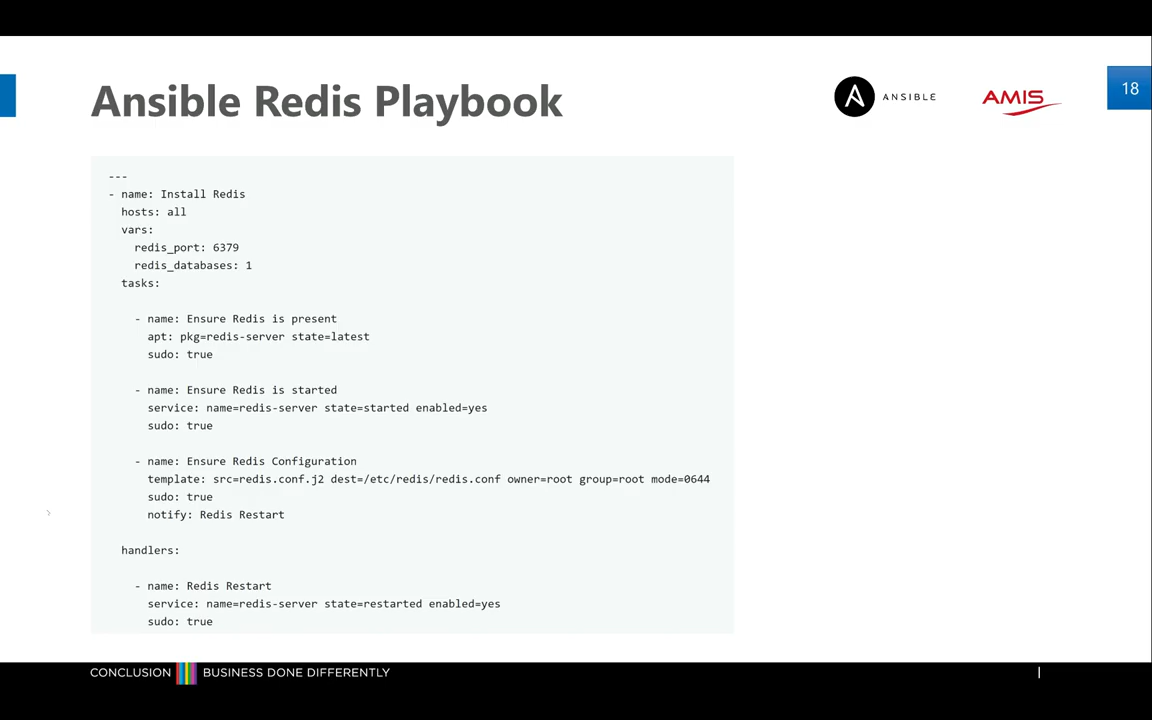 Ansible Redis Playbook
ANSIBLE
AMIS
18
---
- name: Install Redis
  hosts: all
  vars:
    redis_port: 6379
    redis_databases: 1
  tasks:
    - name: Ensure Redis is present
      apt: pkg=redis-server state=latest
      sudo: true
    - name: Ensure Redis is started
      service: name=redis-server state=started enabled=yes
      sudo: true
    - name: Ensure Redis Configuration
      template: src=redis.conf.j2 dest=/etc/redis/redis.conf owner=root group=root mode=0644
      sudo: true
      notify: Redis Restart
  handlers:
    - name: Redis Restart
      service: name=redis-server state=restarted enabled=yes
      sudo: true
CONCLUSION BUSINESS DONE DIFFERENTLY